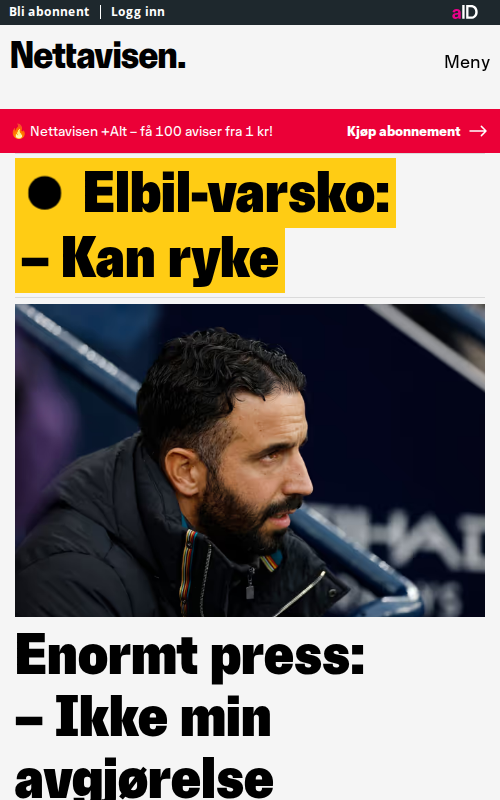 Bli abonnent | Logg inn
aID
Nettavisen.
Meny
🔥 Nettavisen +Alt – få 100 aviser fra 1 kr!
Kjøp abonnement →
● Elbil-varsko:
– Kan ryke
Enormt press:
– Ikke min
avgjørelse